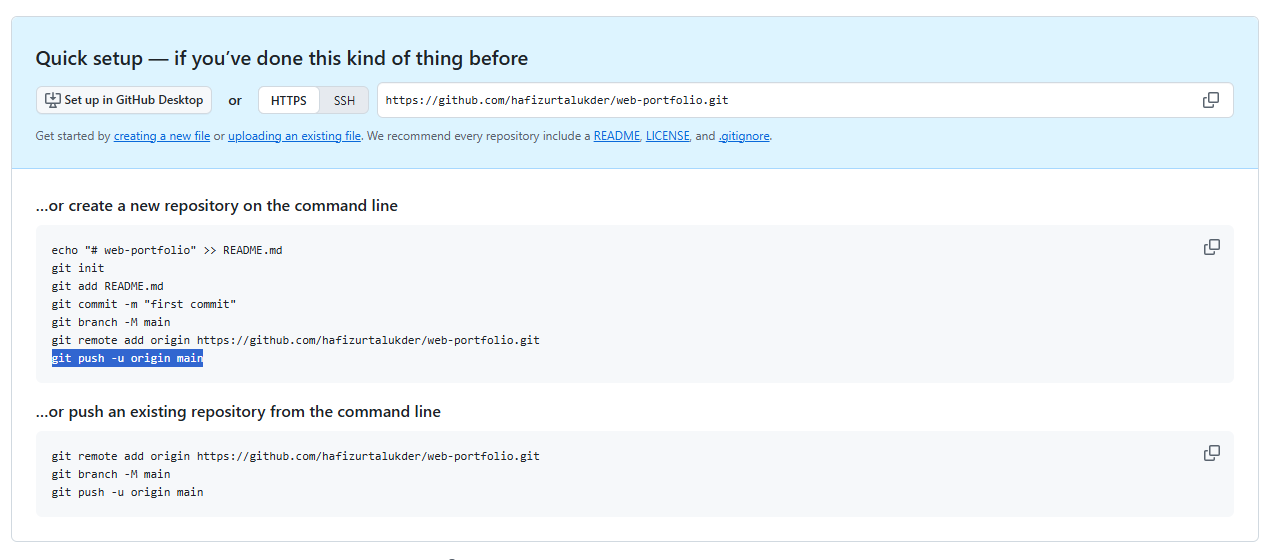 Quick setup — if you’ve done this kind of thing before
Set up in GitHub Desktop or HTTPS SSH https://github.com/hafizurtalukder/web-portfolio.git
Get started by creating a new file or uploading an existing file. We recommend every repository include a README, LICENSE, and .gitignore.
…or create a new repository on the command line
echo "# web-portfolio" >> README.md
git init
git add README.md
git commit -m "first commit"
git branch -M main
git remote add origin https://github.com/hafizurtalukder/web-portfolio.git
git push -u origin main
…or push an existing repository from the command line
git remote add origin https://github.com/hafizurtalukder/web-portfolio.git
git branch -M main
git push -u origin main